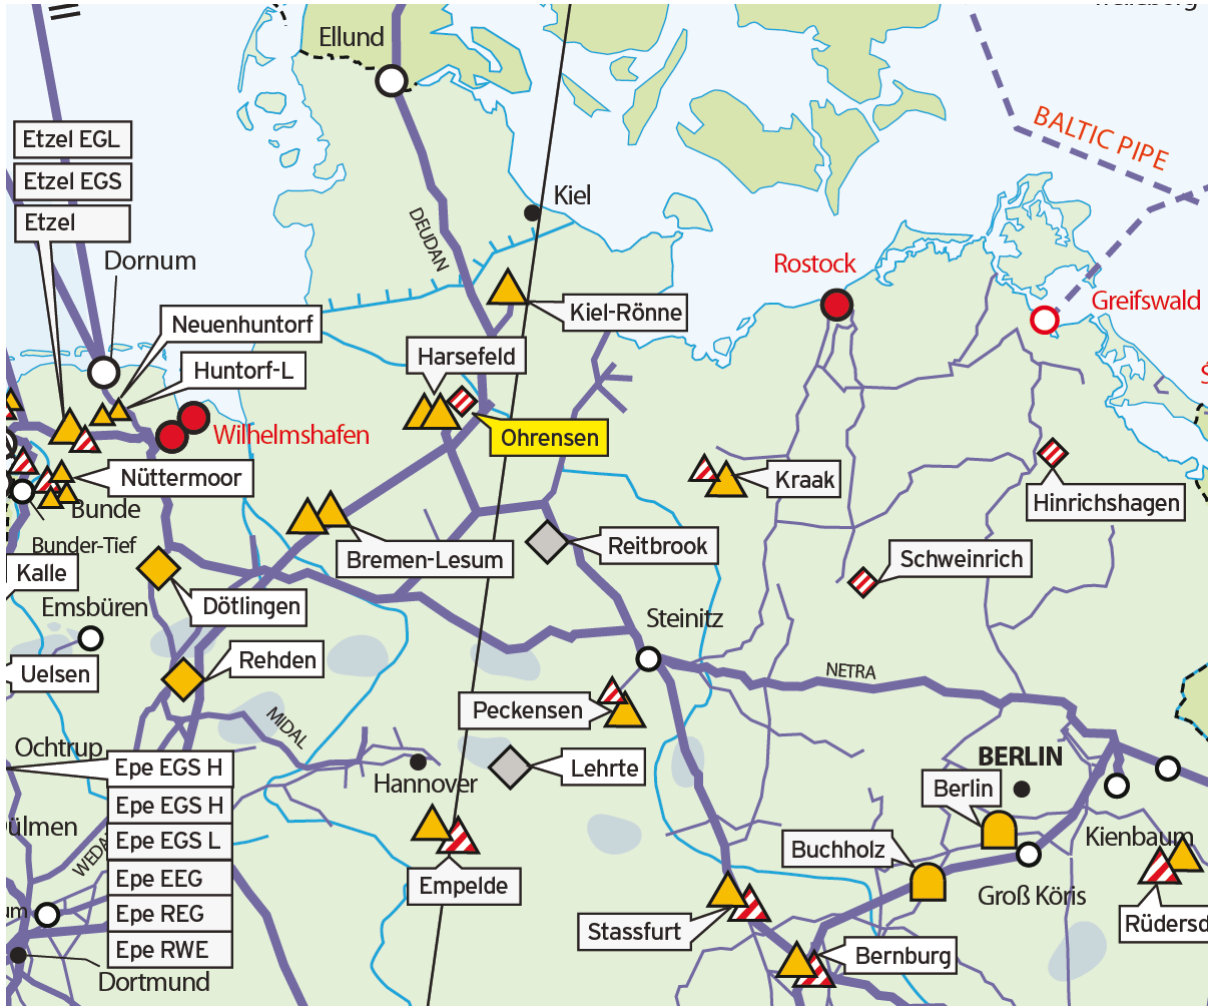 Ellund
Etzel EGL
Etzel EGS
Etzel
Dornum
Kiel
DEUDAN
BALTIC PIPE
Rostock
Greifswald
Kiel-Rönne
Neuenhuntorf
Huntorf-L
Harsefeld
Ohrensen
Wilhelmshafen
Nüttermoor
Bunde
Bunder-Tief
Kraak
Hinrichshagen
Bremen-Lesum
Reitbrook
Schweinrich
Kalle
Dötlingen
Emsbüren
Steinitz
Rehden
Uelsen
NETRA
Peckensen
MIDAL
Ochtrup
Epe EGS H
Hannover
Lehrte
BERLIN
Berlin
Epe EGS H
Epe EGS L
Buchholz
Kienbaum
Epe EEG
Empelde
Groß Köris
Epe REG
Stassfurt
Epe RWE
Bernburg
Dortmund